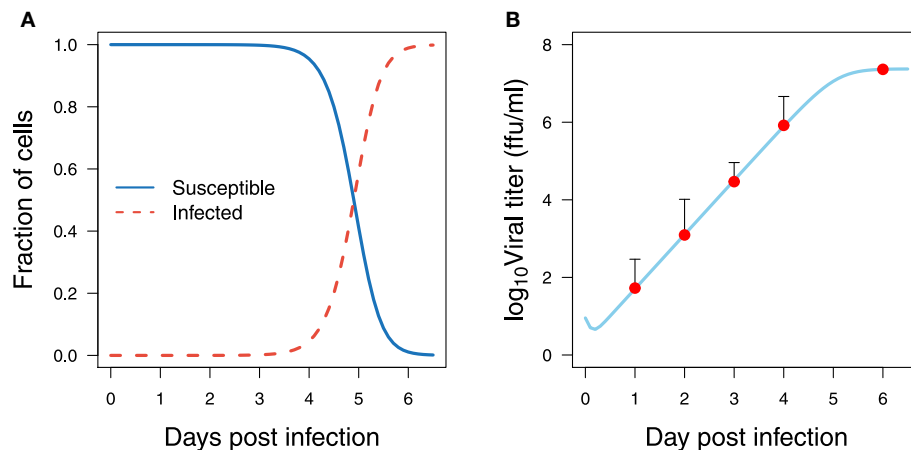 A
Fraction of cells
1.0
0.8
0.6
0.4
0.2
0.0
Susceptible
Infected
0 1 2 3 4 5 6
Days post infection
B
log₁₀Viral titer (ffu/ml)
8
6
4
2
0
0 1 2 3 4 5 6
Day post infection